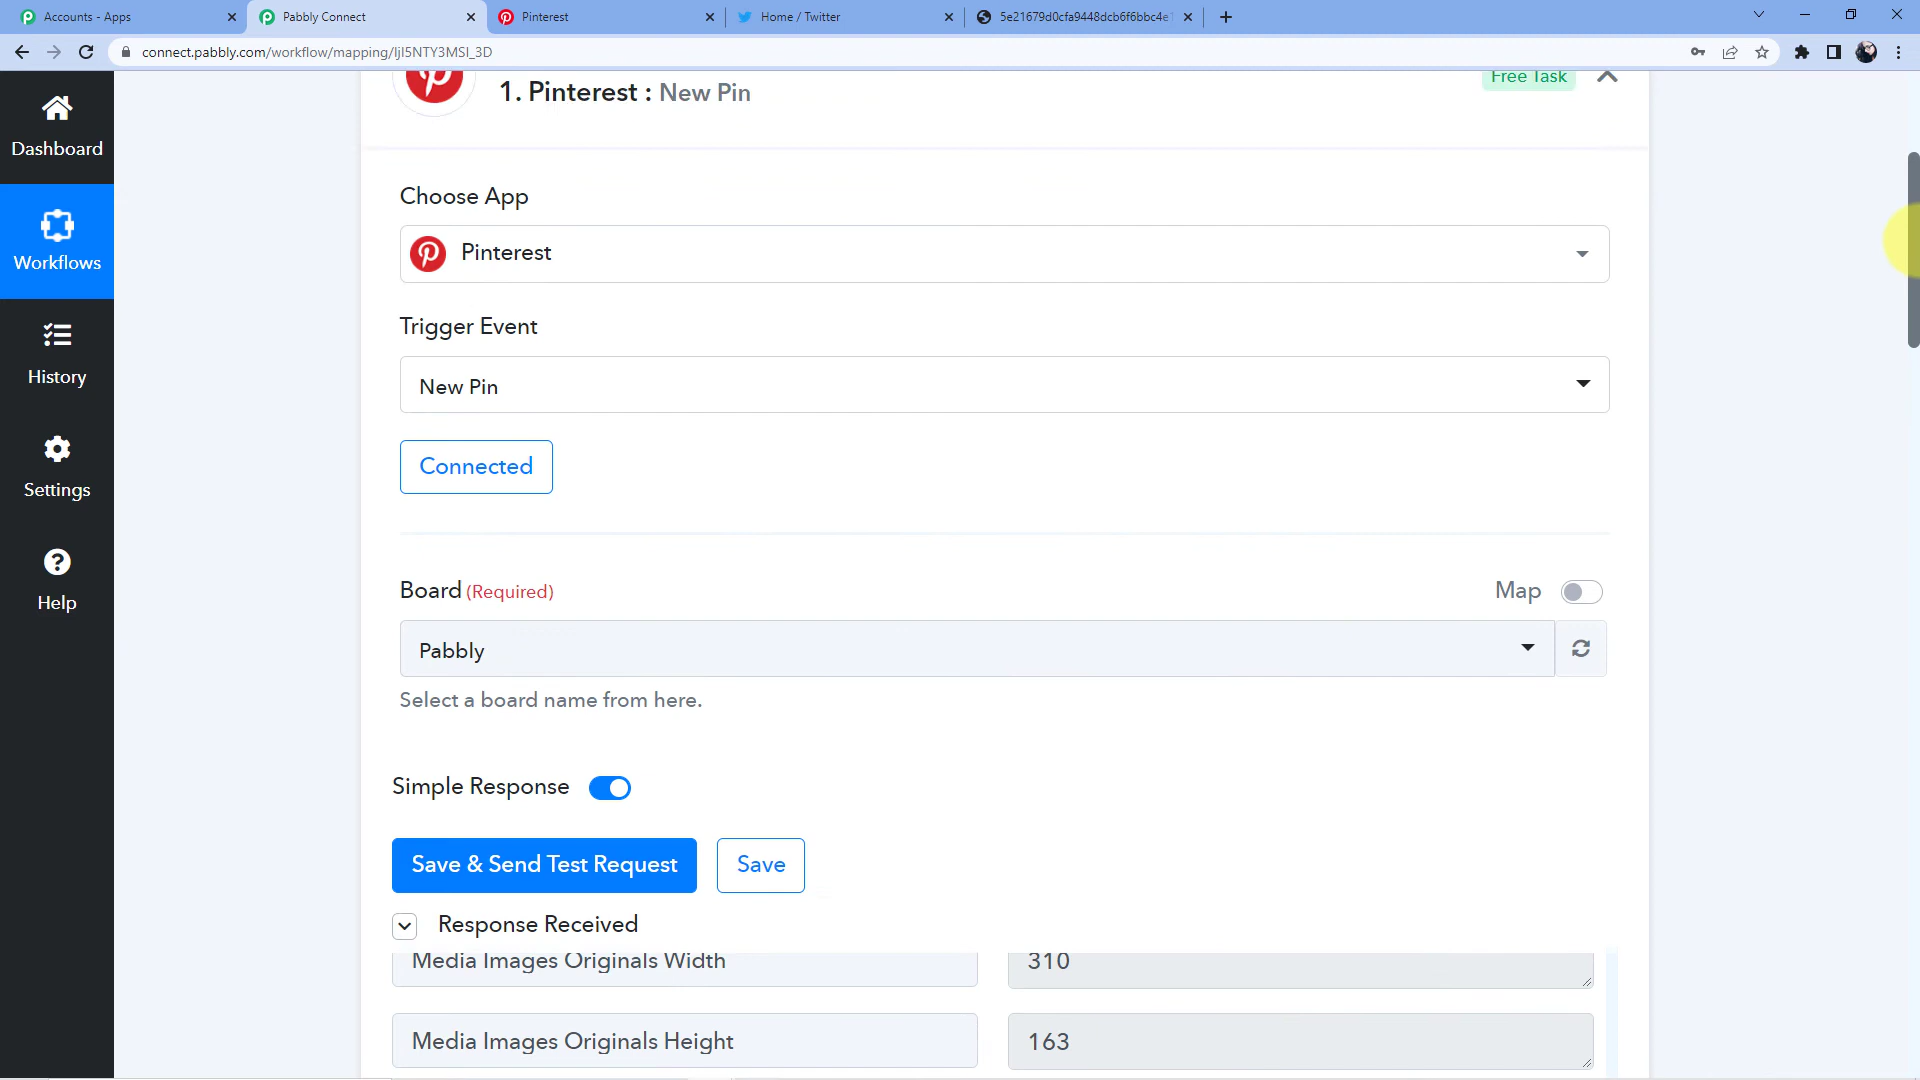 Accounts - Apps
Pabbly Connect
Pinterest
Home / Twitter
5e21679d0cfa9448dcb6f6bbc4e
connect.pabbly.com/workflow/mapping/IjI5NTY3MSI_3D
Dashboard
Workflows
History
Settings
Help
1. Pinterest : New Pin
Free Task
Choose App
Pinterest
Trigger Event
New Pin
Connected
Board (Required)
Map
Pabbly
Select a board name from here.
Simple Response
Save & Send Test Request
Save
Response Received
Media Images Originals Width
310
Media Images Originals Height
163